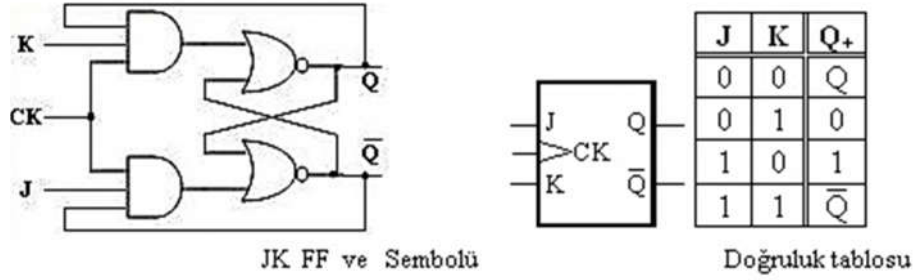 K
CK
J
Q
Q̅
J Q
CK
K Q̅
J K Q+
0 0 Q
0 1 0
1 0 1
1 1 Q̅
JK FF ve Sembolü
Doğruluk tablosu